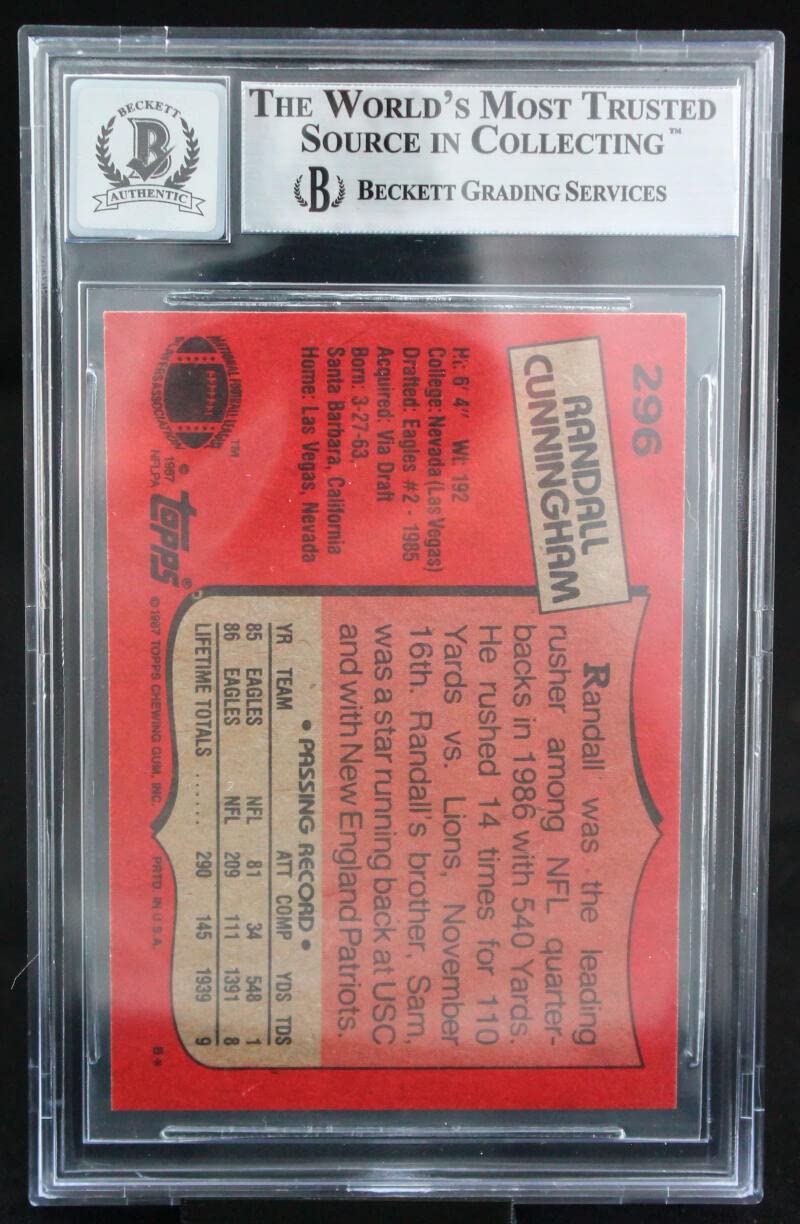 BECKETT
B
AUTHENTIC
THE WORLD'S MOST TRUSTED
SOURCE IN COLLECTING™
B BECKETT GRADING SERVICES
296
RANDALL
CUNNINGHAM
Ht: 6' 4" Wt: 192
College: Nevada (Las Vegas)
Drafted: Eagles #2 - 1985
Acquired: Via Draft
Born: 3-27-63,
Santa Barbara, California
Home: Las Vegas, Nevada
Randall was the leading
rusher among NFL quarter-
backs in 1986 with 540 Yards.
He rushed 14 times for 110
Yards vs. Lions, November
16th. Randall's brother, Sam,
was a star running back at USC
and with New England Patriots.
• PASSING RECORD •
YR TEAM ATT COMP YDS TDS
85 EAGLES NFL 81 34 548 1
86 EAGLES NFL 209 111 1391 8
LIFETIME TOTALS ...... 290 145 1939 9
NATIONAL FOOTBALL LEAGUE
PLAYERS ASSOCIATION
TM
© 1987
NFLPA
topps®
© 1987 TOPPS CHEWING GUM, INC. PRTD. IN U.S.A. B*